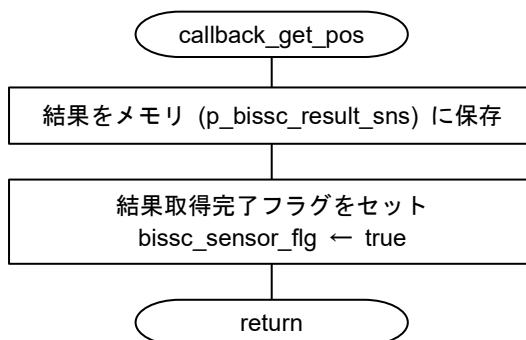 callback_get_pos
結果をメモリ (p_bissc_result_sns) に保存
結果取得完了フラグをセット
bissc_sensor_flg ← true
return